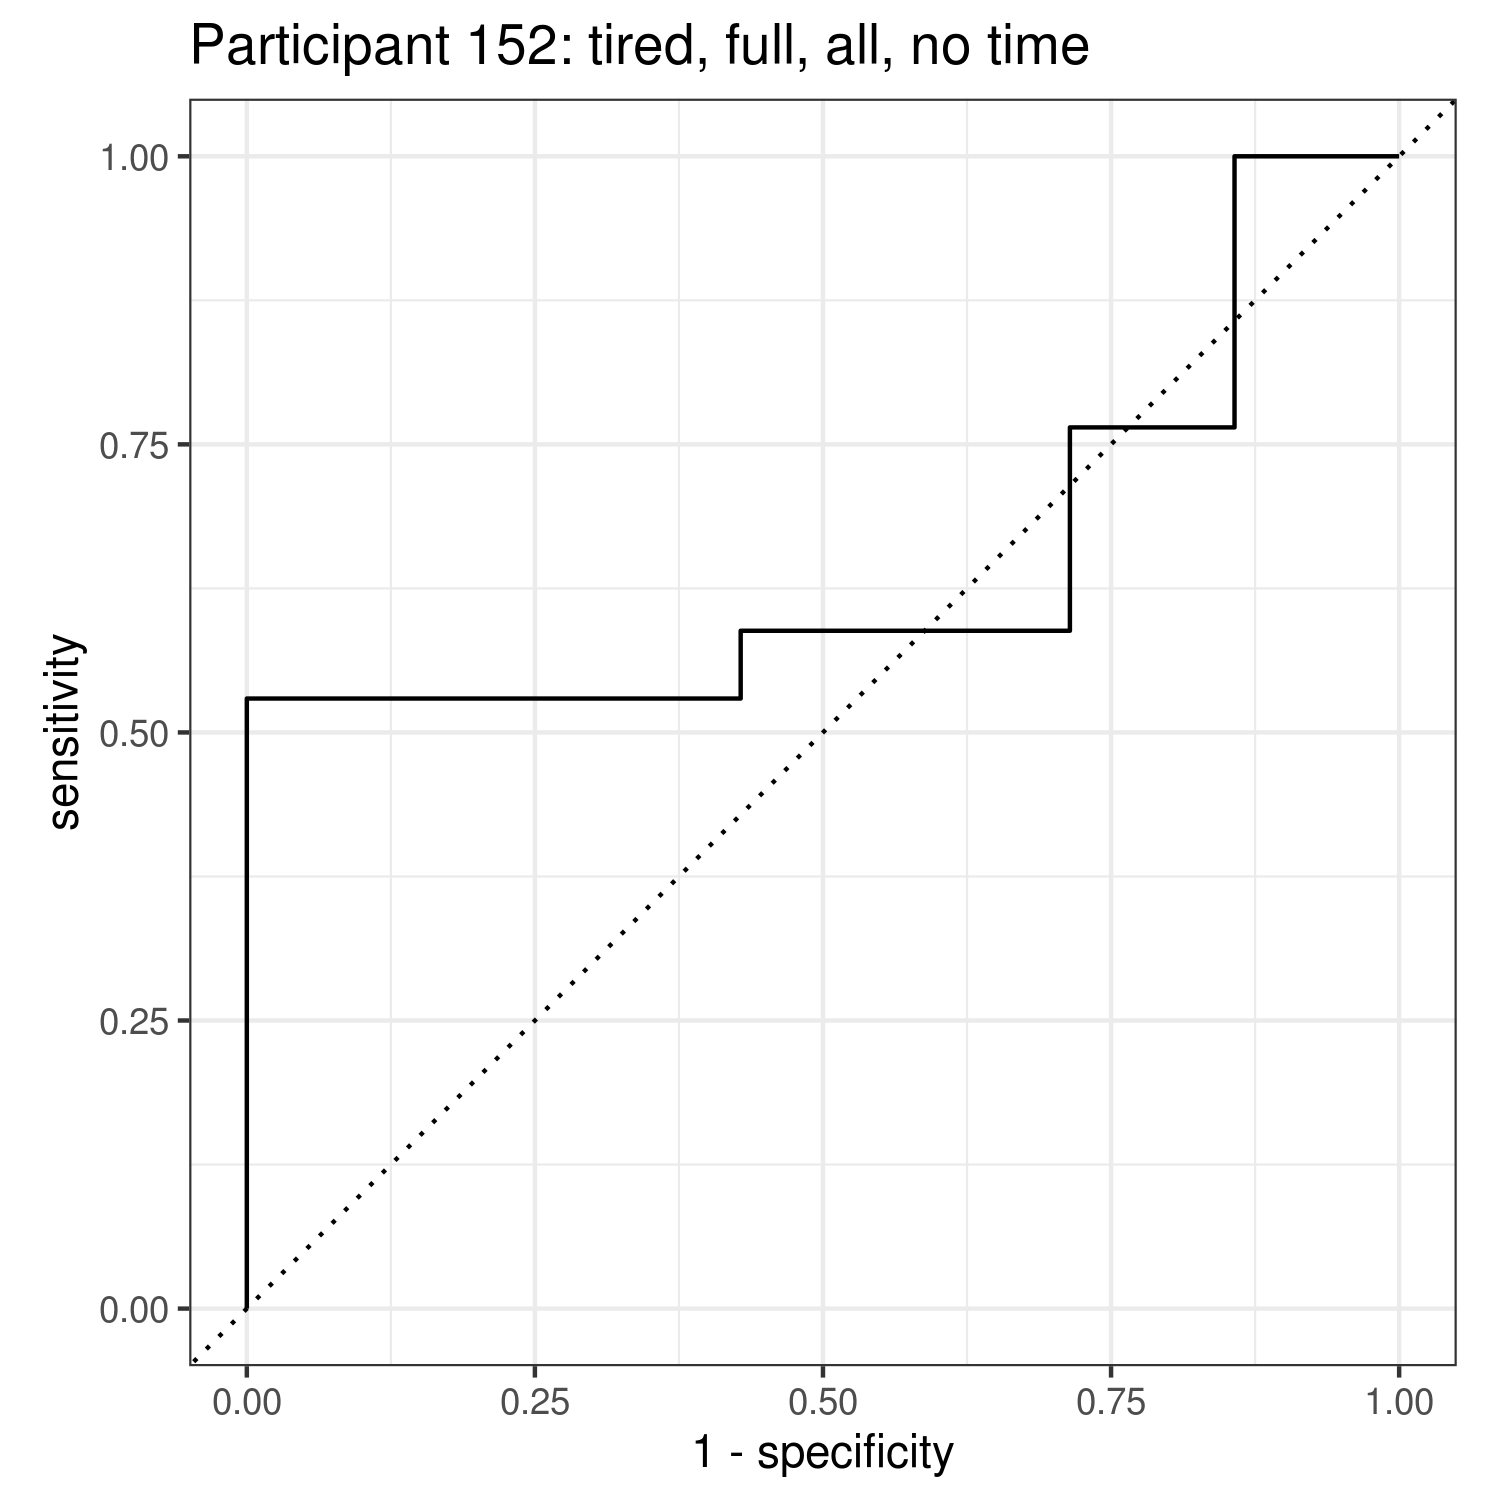 Participant 152: tired, full, all, no time
1.00
0.75
0.50
0.25
0.00
sensitivity
0.00 0.25 0.50 0.75 1.00
1 - specificity